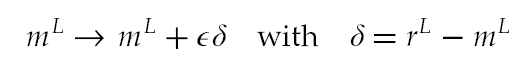 m^L → m^L + ϵδ with δ = r^L − m^L